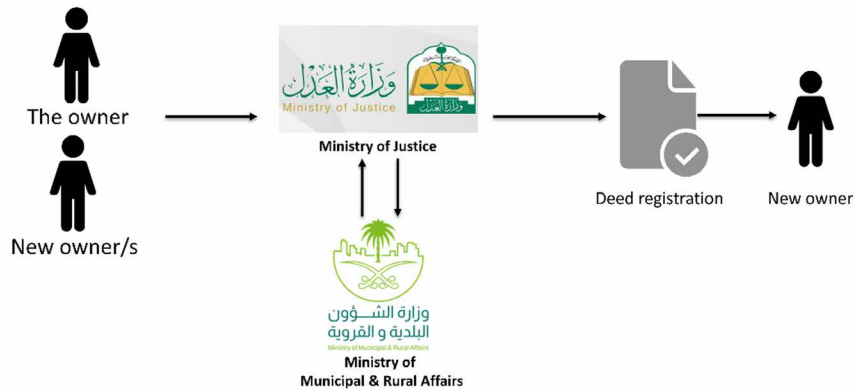 The owner
New owner/s
وزارة العدل
Ministry of Justice
وزارة العدل
Ministry of Justice
وزارة الشــؤون
البلدية و القروية
Ministry of Municipal & Rural Affairs
Ministry of
Municipal & Rural Affairs
Deed registration
New owner